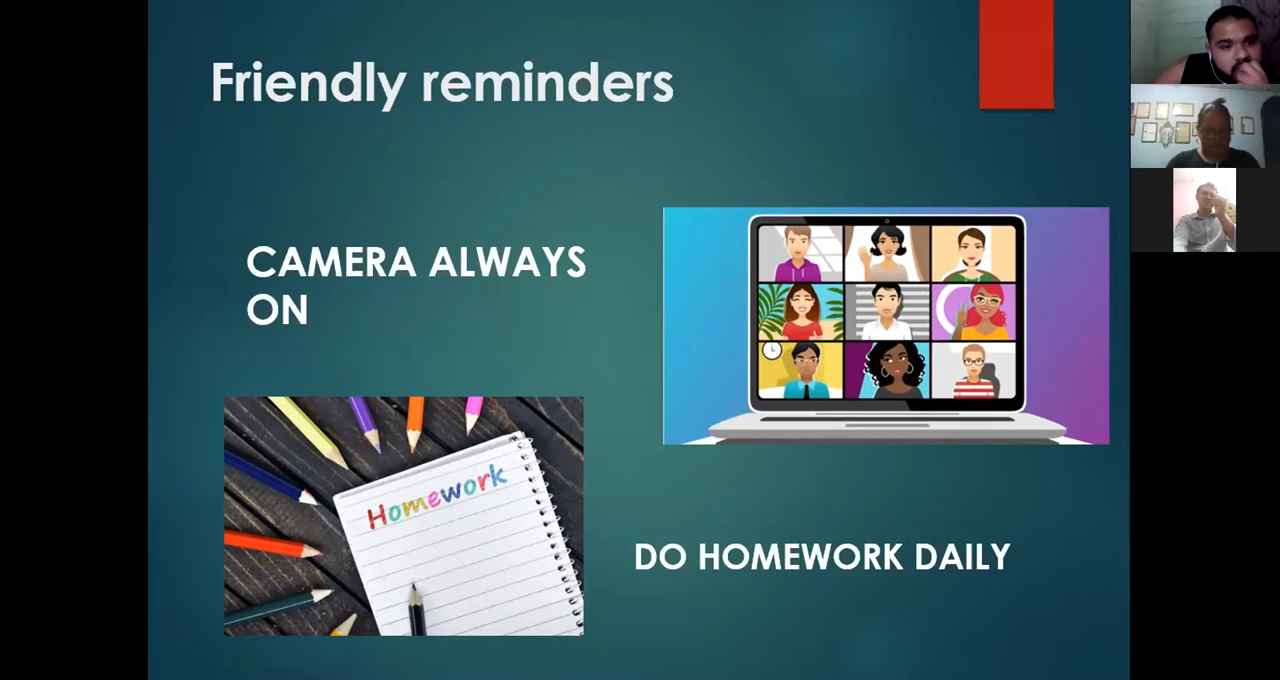 Friendly reminders
CAMERA ALWAYS
ON
Homework
DO HOMEWORK DAILY